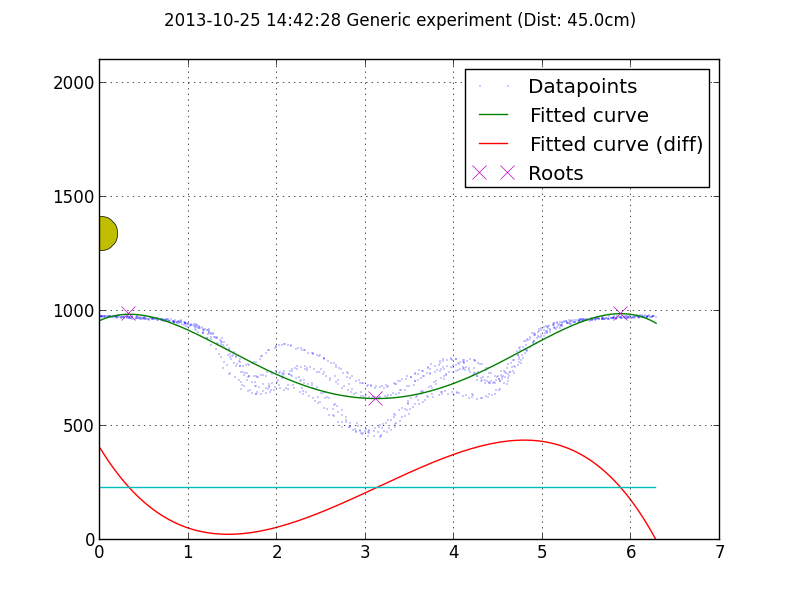 2013-10-25 14:42:28 Generic experiment (Dist: 45.0cm)
Datapoints
Fitted curve
Fitted curve (diff)
Roots
2000
1500
1000
500
0
0 1 2 3 4 5 6 7